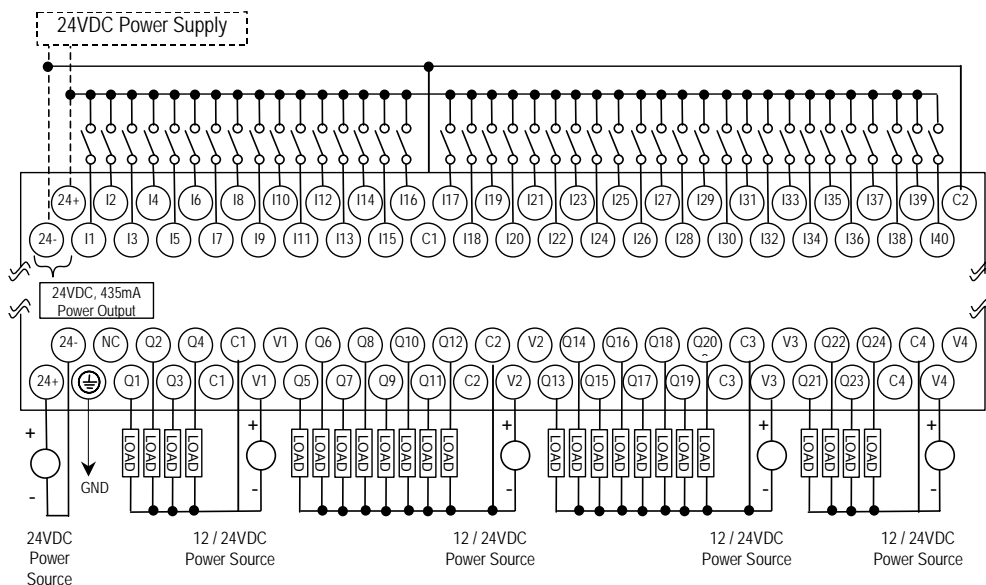 24VDC Power Supply
24+ I2 I4 I6 I8 I10 I12 I14 I16 I17 I19 I21 I23 I25 I27 I29 I31 I33 I35 I37 I39 C2
24- I1 I3 I5 I7 I9 I11 I13 I15 C1 I18 I20 I22 I24 I26 I28 I30 I32 I34 I36 I38 I40
24VDC, 435mA
Power Output
24- NC Q2 Q4 C1 V1 Q6 Q8 Q10 Q12 C2 V2 Q14 Q16 Q18 Q20 C3 V3 Q22 Q24 C4 V4
24+ Q1 Q3 C1 V1 Q5 Q7 Q9 Q11 C2 V2 Q13 Q15 Q17 Q19 C3 V3 Q21 Q23 C4 V4
+ LOAD LOAD LOAD LOAD + LOAD LOAD LOAD LOAD LOAD LOAD LOAD LOAD + LOAD LOAD LOAD LOAD LOAD LOAD LOAD LOAD + LOAD LOAD LOAD LOAD +
- GND - - - -
24VDC
Power
Source
12 / 24VDC
Power Source
12 / 24VDC
Power Source
12 / 24VDC
Power Source
12 / 24VDC
Power Source